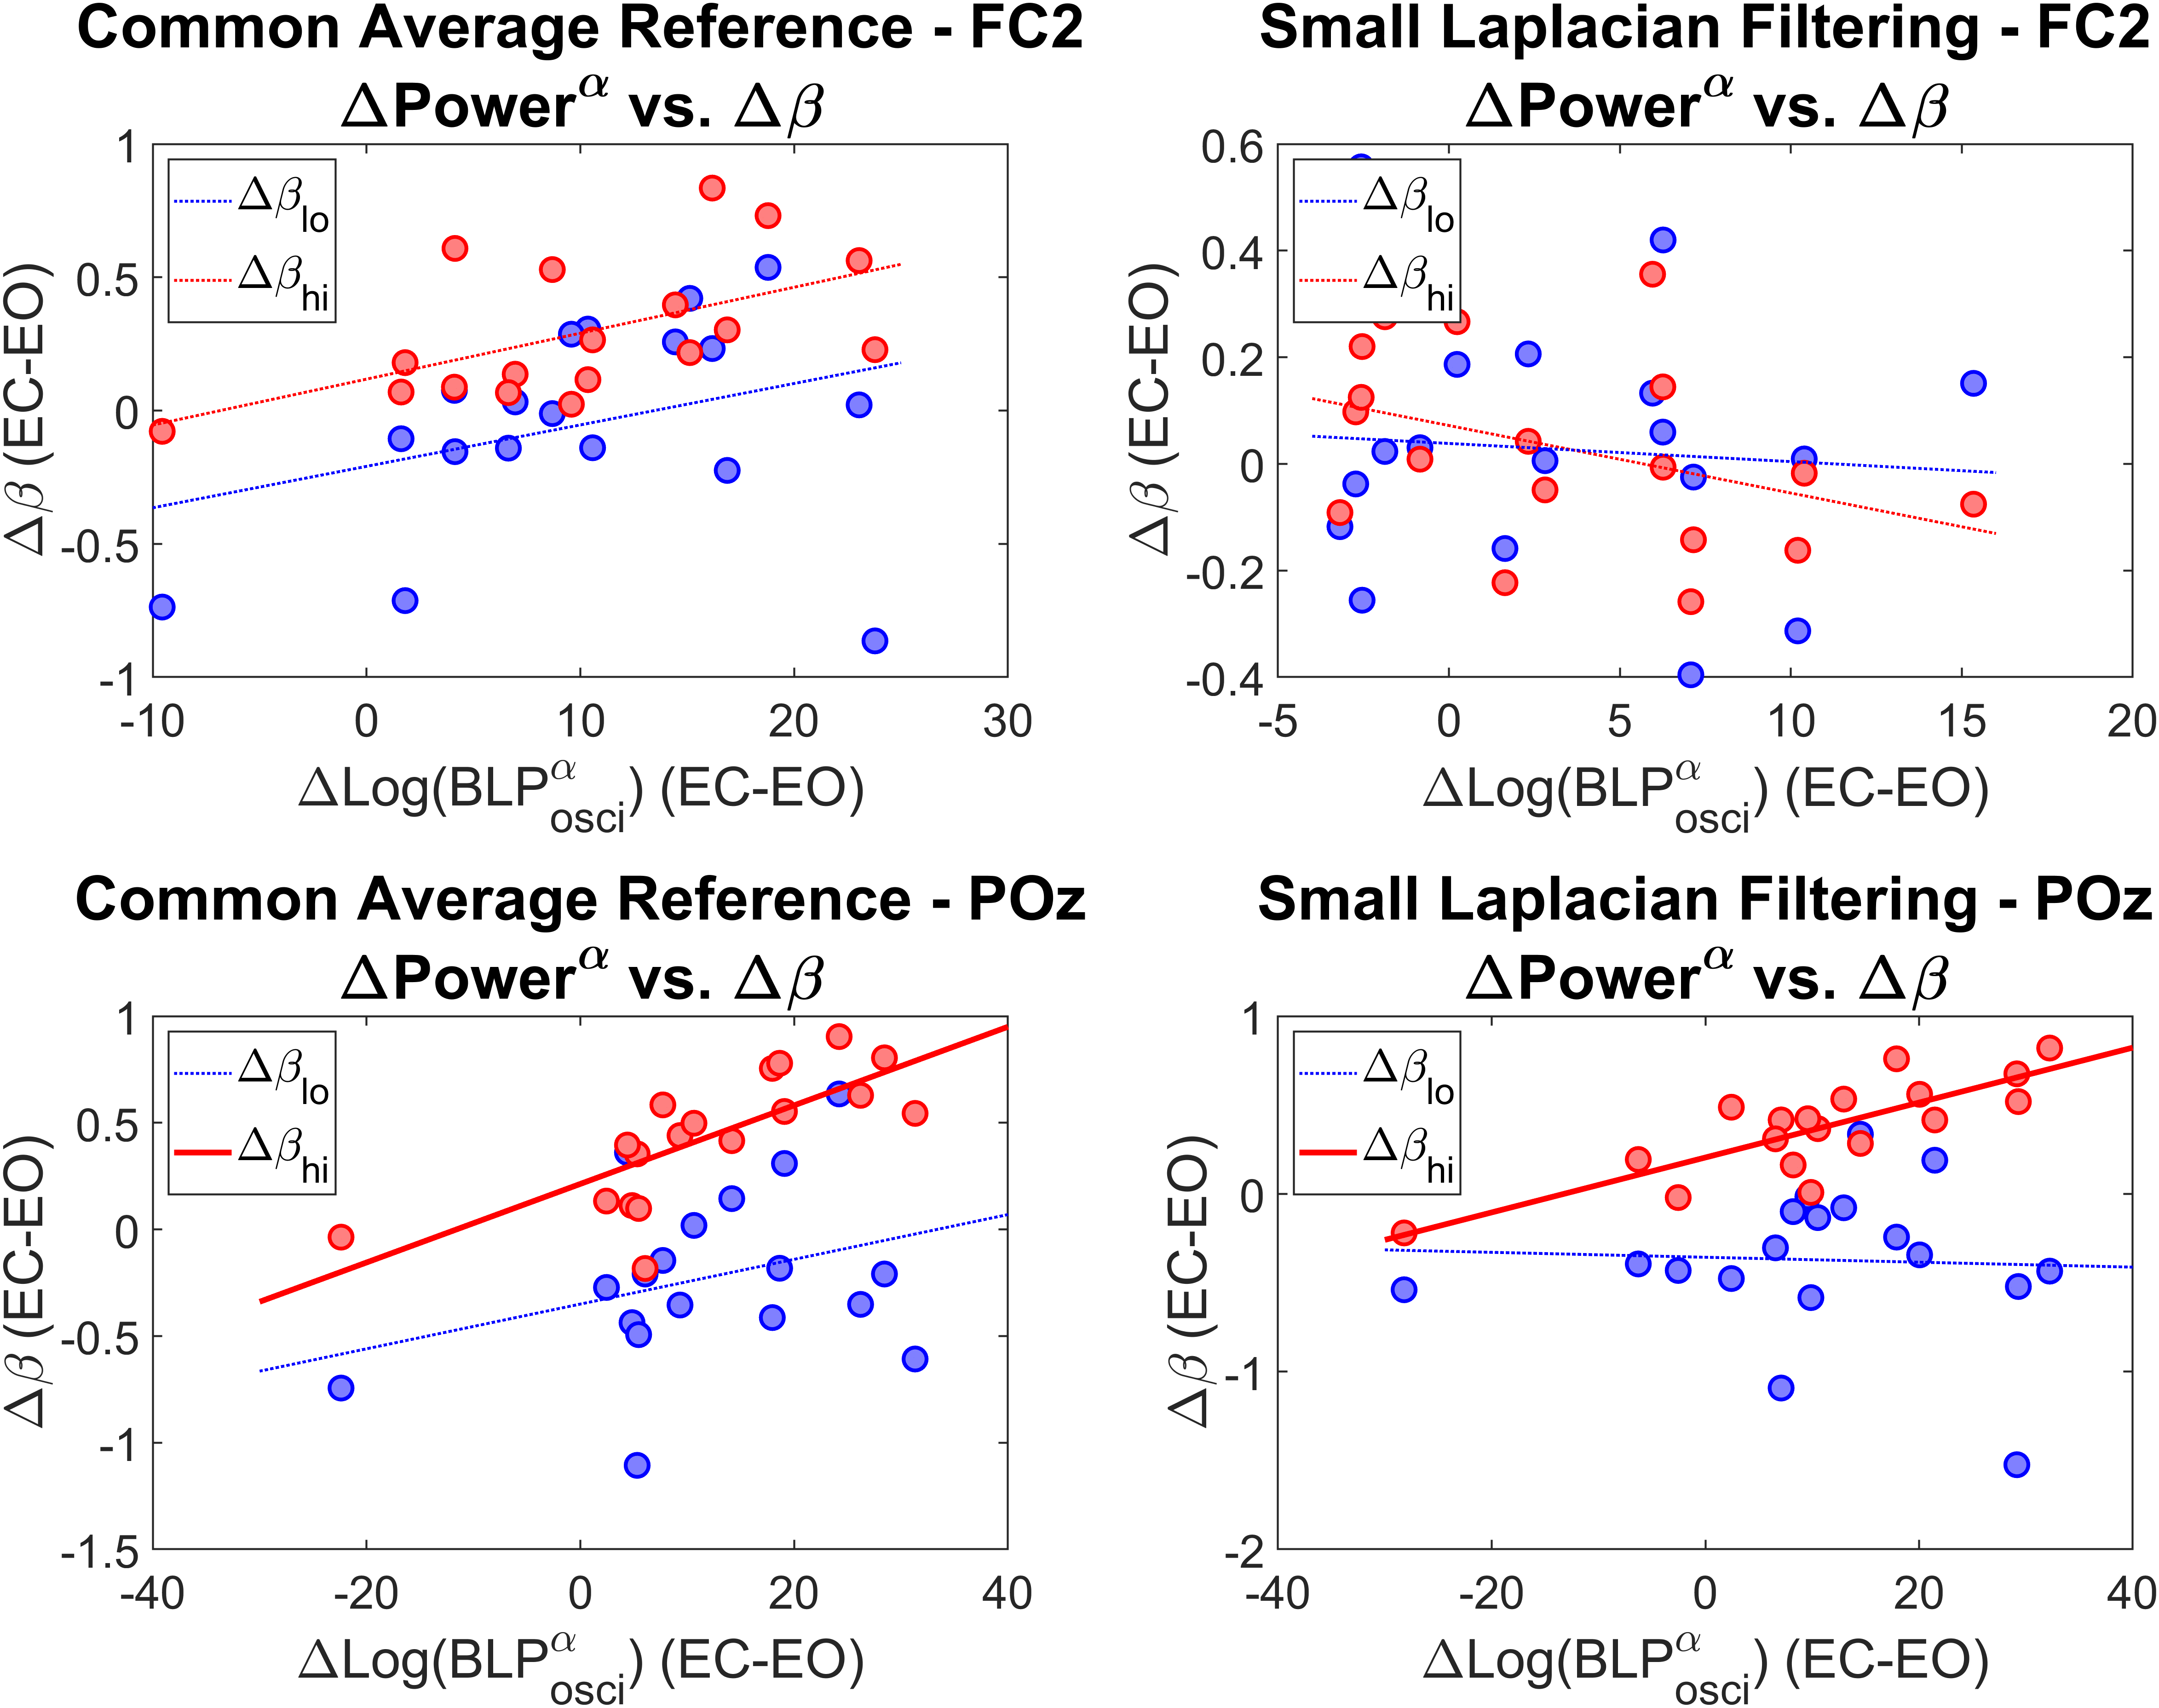 Common Average Reference - FC2
ΔPower^α vs. Δβ
1
0.5
0
-0.5
-1
-10 0 10 20 30
Δβ (EC-EO)
ΔLog(BLP^α_osci) (EC-EO)
Δβ_lo
Δβ_hi
Small Laplacian Filtering - FC2
ΔPower^α vs. Δβ
0.6
0.4
0.2
0
-0.2
-0.4
-5 0 5 10 15 20
Δβ (EC-EO)
ΔLog(BLP^α_osci) (EC-EO)
Δβ_lo
Δβ_hi
Common Average Reference - POz
ΔPower^α vs. Δβ
1
0.5
0
-0.5
-1
-1.5
-40 -20 0 20 40
Δβ (EC-EO)
ΔLog(BLP^α_osci) (EC-EO)
Δβ_lo
Δβ_hi
Small Laplacian Filtering - POz
ΔPower^α vs. Δβ
1
0
-1
-2
-40 -20 0 20 40
Δβ (EC-EO)
ΔLog(BLP^α_osci) (EC-EO)
Δβ_lo
Δβ_hi